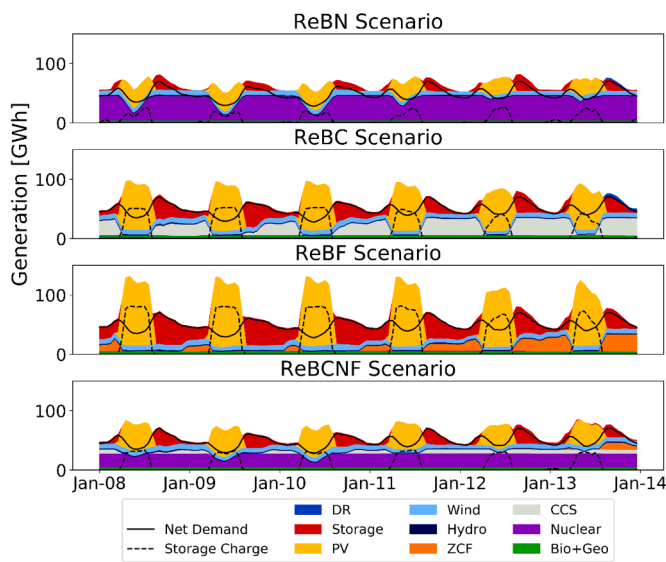 ReBN Scenario
100
0
ReBC Scenario
100
0
ReBF Scenario
100
0
ReBCNF Scenario
100
0
Generation [GWh]
Jan-08 Jan-09 Jan-10 Jan-11 Jan-12 Jan-13 Jan-14
DR Wind CCS
Net Demand Storage Hydro Nuclear
Storage Charge PV ZCF Bio+Geo